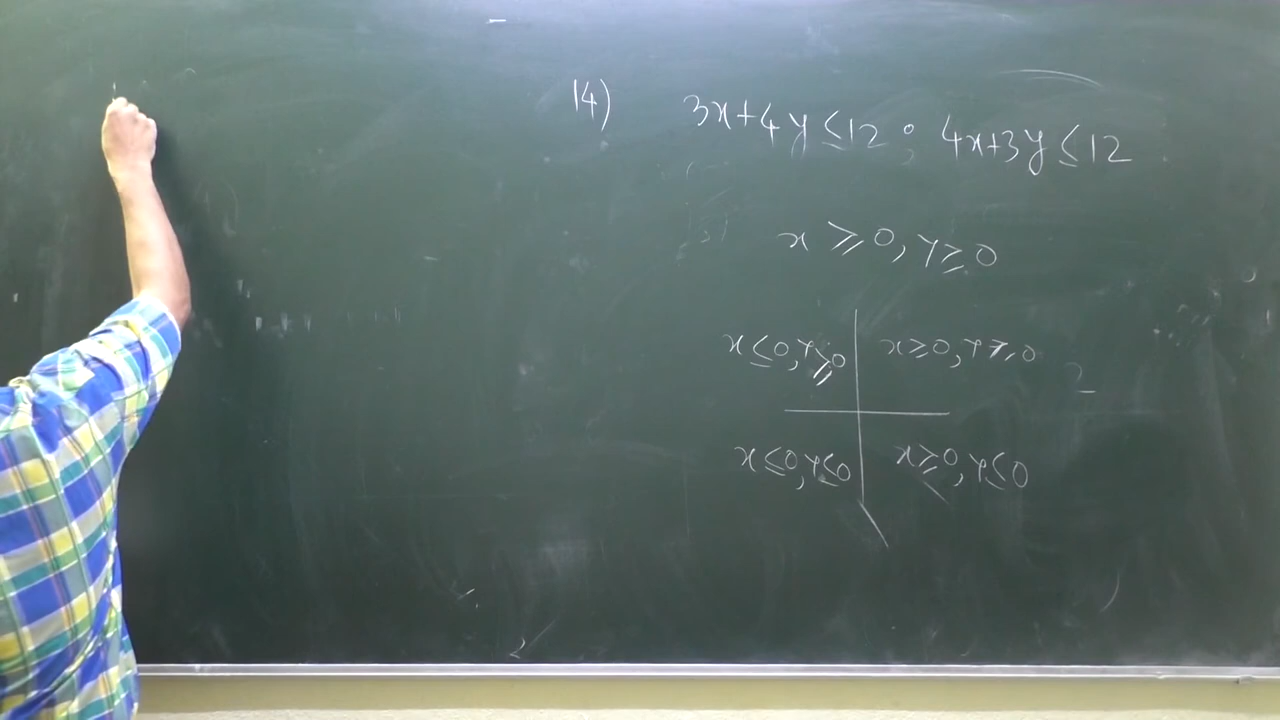 14) 3x+4y≤12 ; 4x+3y≤12
x≥0, y≥0
x≤0, y≥0 x≥0, y≥0
x≤0, y≤0 x≥0, y≤0